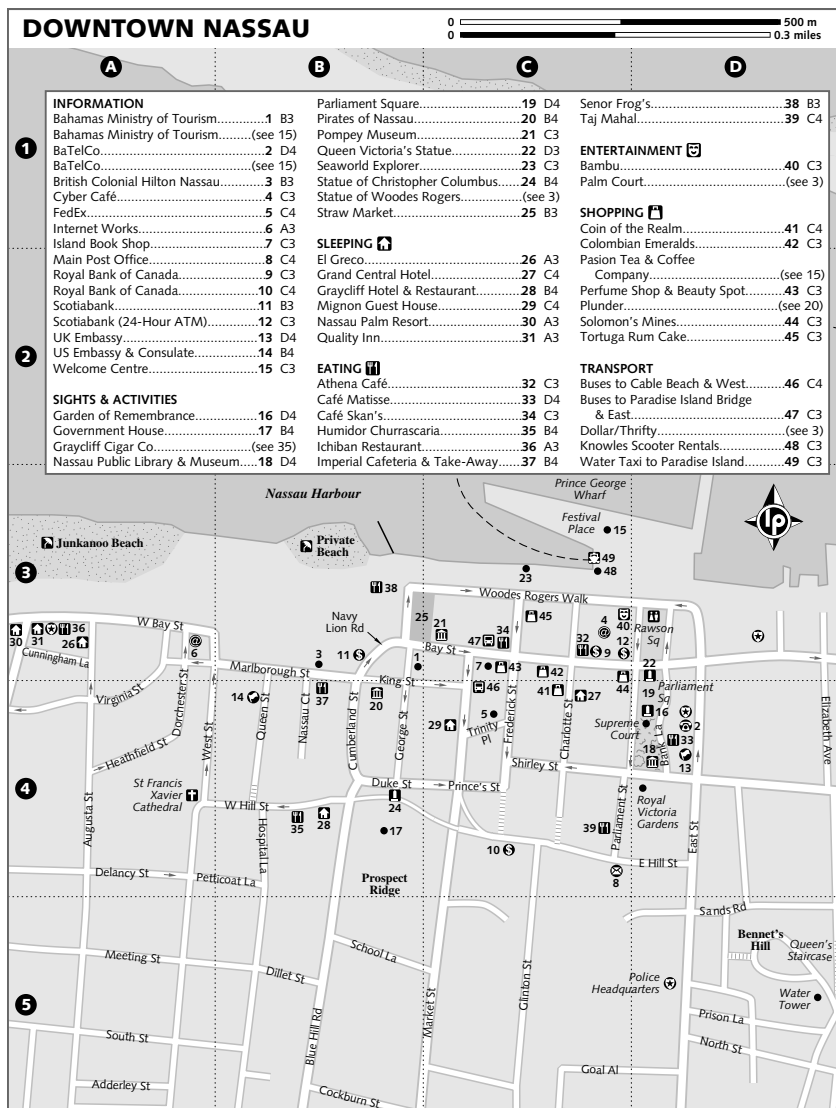 DOWNTOWN NASSAU
0 500 m
0 0.3 miles
A B C D
1
2
3
4
5
INFORMATION
Bahamas Ministry of Tourism..........................1 B3
Bahamas Ministry of Tourism.............(see 15)
BaTelCo..........................2 D4
BaTelCo..........................(see 15)
British Colonial Hilton Nassau..........................3 B3
Cyber Café..........................4 C3
FedEx..........................5 C4
Internet Works..........................6 A3
Island Book Shop..........................7 C3
Main Post Office..........................8 C4
Royal Bank of Canada..........................9 C3
Royal Bank of Canada..........................10 C4
Scotiabank..........................11 B3
Scotiabank (24-Hour ATM)..........................12 C3
UK Embassy..........................13 D4
US Embassy & Consulate..........................14 B4
Welcome Centre..........................15 C3
SIGHTS & ACTIVITIES
Garden of Remembrance..........................16 D4
Government House..........................17 B4
Graycliff Cigar Co..........................(see 35)
Nassau Public Library & Museum.....18 D4
Parliament Square..........................19 D4
Pirates of Nassau..........................20 B4
Pompey Museum..........................21 C3
Queen Victoria's Statue..........................22 D3
Seaworld Explorer..........................23 C3
Statue of Christopher Columbus..........24 B4
Statue of Woodes Rogers..........................(see 3)
Straw Market..........................25 B3
SLEEPING
El Greco..........................26 A3
Grand Central Hotel..........................27 C4
Graycliff Hotel & Restaurant..........................28 B4
Mignon Guest House..........................29 C4
Nassau Palm Resort..........................30 A3
Quality Inn..........................31 A3
EATING
Athena Café..........................32 C3
Café Matisse..........................33 D4
Café Skan's..........................34 C3
Humidor Churrascaria..........................35 B4
Ichiban Restaurant..........................36 A3
Imperial Cafeteria & Take-Away......37 B4
Senor Frog's..........................38 B3
Taj Mahal..........................39 C4
ENTERTAINMENT
Bambu..........................40 C3
Palm Court..........................(see 3)
SHOPPING
Coin of the Realm..........................41 C4
Colombian Emeralds..........................42 C3
Pasion Tea & Coffee
Company..........................(see 15)
Perfume Shop & Beauty Spot..........43 C3
Plunder..........................(see 20)
Solomon's Mines..........................44 C3
Tortuga Rum Cake..........................45 C3
TRANSPORT
Buses to Cable Beach & West..........46 C4
Buses to Paradise Island Bridge
& East..........................47 C3
Dollar/Thrifty..........................(see 3)
Knowles Scooter Rentals..........................48 C3
Water Taxi to Paradise Island..........49 C3
Nassau Harbour
Prince George
Wharf
Festival
Place
15
lp
Junkanoo Beach
Private
Beach
49
23
48
38
Woodes Rogers Walk
30
31
36
26
W Bay St
@
6
Cunningham La
Navy
Lion Rd
25
21
34
45
4
@
40
Rawson
Sq
47
Bay St
32
9
12
3
11
1
7
43
42
22
Marlborough St
King St
46
41
27
44
19
Parliament
Sq
Virginia St
Dorchester St
14
Queen St
37
Nassau Ct
20
Cumberland St
George St
29
5
Trinity
Pl
Frederick St
Charlotte St
16
Supreme
Court
2
33
Bank La
18
13
Elizabeth Ave
Heathfield St
West St
Shirley St
Augusta St
St Francis
Xavier
Cathedral
Duke St
Prince's St
W Hill St
24
35
28
17
Royal
Victoria
Gardens
39
Parliament St
East St
10
E Hill St
8
Hospital La
Delancy St
Petticoat La
Prospect
Ridge
Sands Rd
Bennet's
Hill
Queen's
Staircase
Meeting St
School La
Dillet St
Police
Headquarters
Water
Tower
Blue Hill Rd
Market St
Glinton St
Prison La
North St
South St
Goal Al
Adderley St
Cockburn St